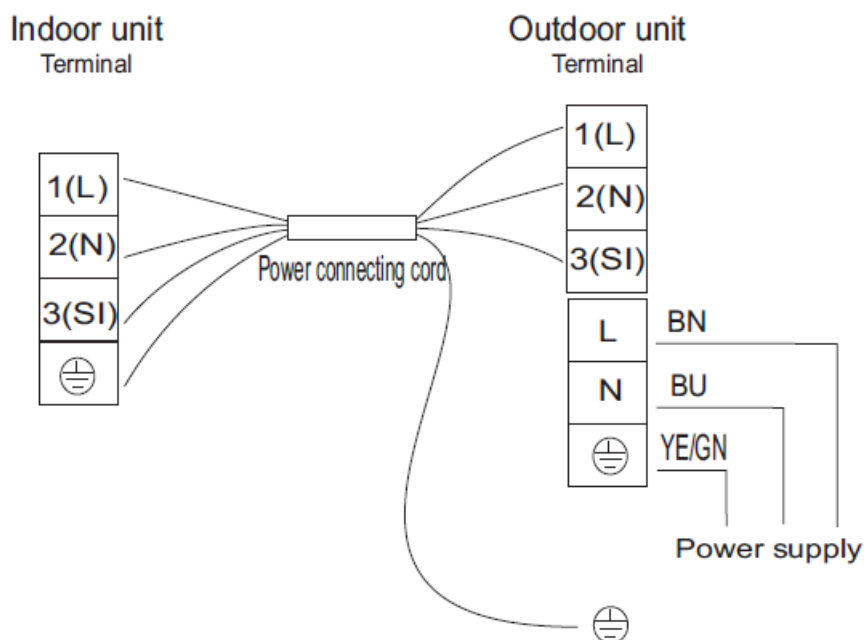 Indoor unit
Terminal
1(L)
2(N)
3(SI)
Power connecting cord
Outdoor unit
Terminal
1(L)
2(N)
3(SI)
L
BN
N
BU
YE/GN
Power supply